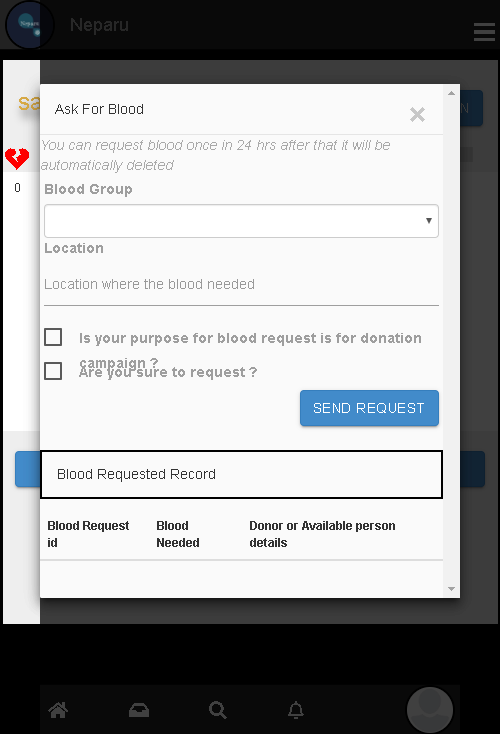 Neparu
sa
N
Ask For Blood
×
You can request blood once in 24 hrs after that it will be
automatically deleted
0
Blood Group
Location
Location where the blood needed
Is your purpose for blood request is for donation
campaign ?
Are you sure to request ?
SEND REQUEST
Blood Requested Record
Blood Request id
Blood Needed
Donor or Available person details